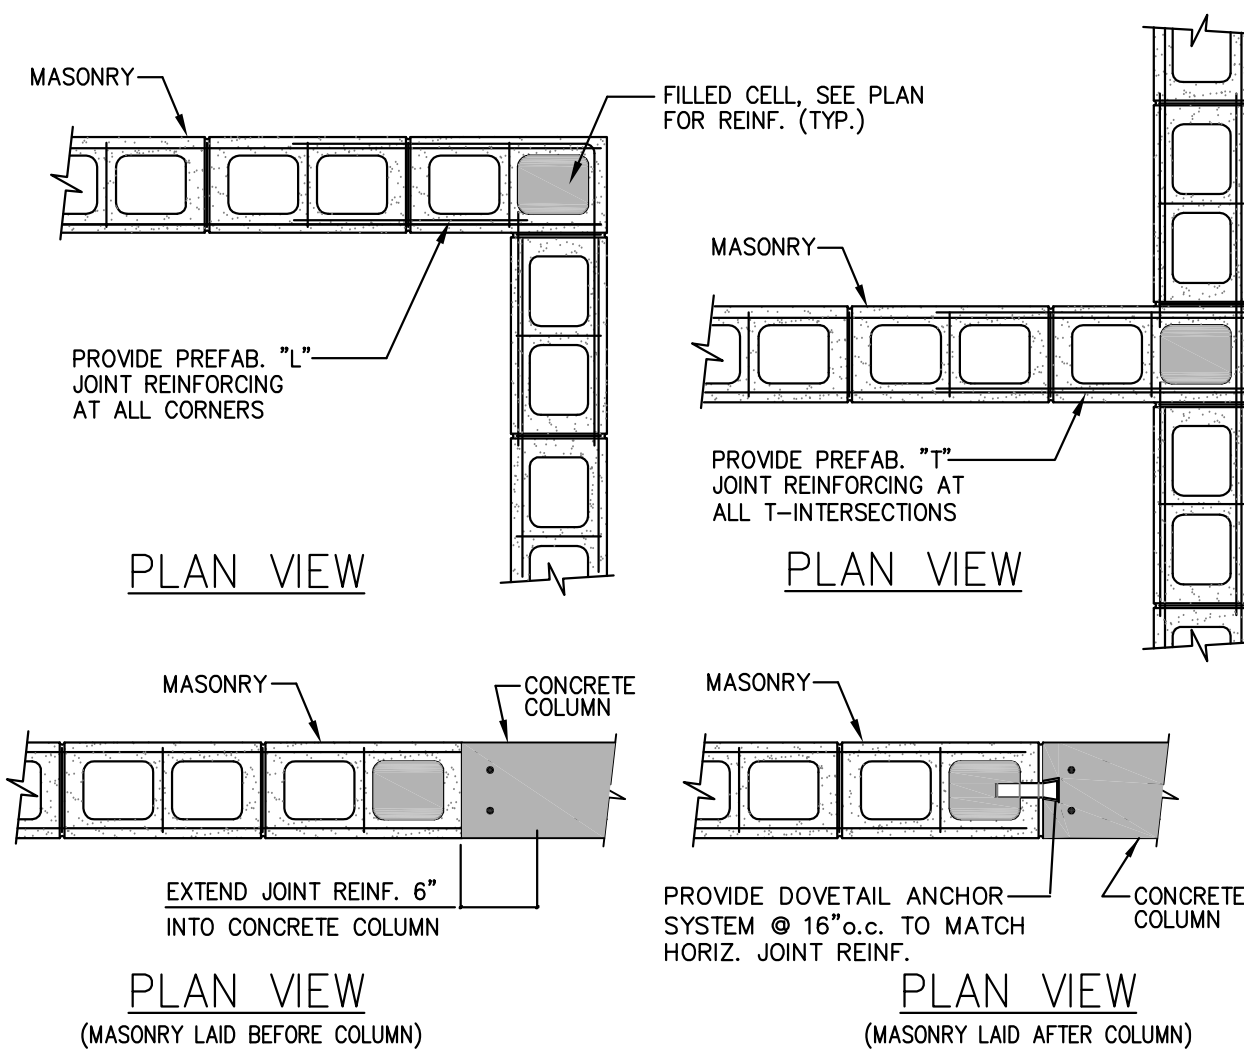 MASONRY
FILLED CELL, SEE PLAN
FOR REINF. (TYP.)
PROVIDE PREFAB. "L"
JOINT REINFORCING
AT ALL CORNERS
PLAN VIEW
MASONRY
PROVIDE PREFAB. "T"
JOINT REINFORCING AT
ALL T-INTERSECTIONS
PLAN VIEW
MASONRY
CONCRETE
COLUMN
EXTEND JOINT REINF. 6"
INTO CONCRETE COLUMN
PLAN VIEW
(MASONRY LAID BEFORE COLUMN)
MASONRY
PROVIDE DOVETAIL ANCHOR
SYSTEM @ 16"o.c. TO MATCH
HORIZ. JOINT REINF.
CONCRETE
COLUMN
PLAN VIEW
(MASONRY LAID AFTER COLUMN)